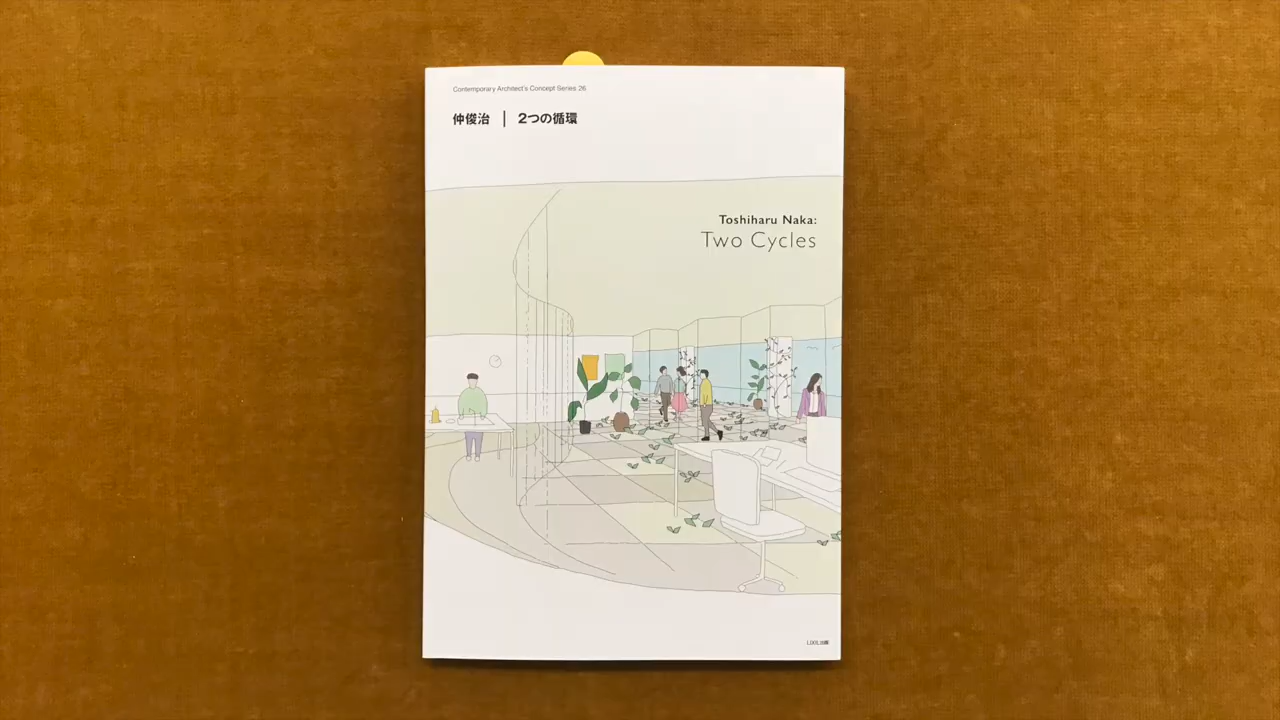 Contemporary Architect's Concept Series 26
仲俊治 | 2つの循環
Toshiharu Naka:
Two Cycles
LIXIL出版